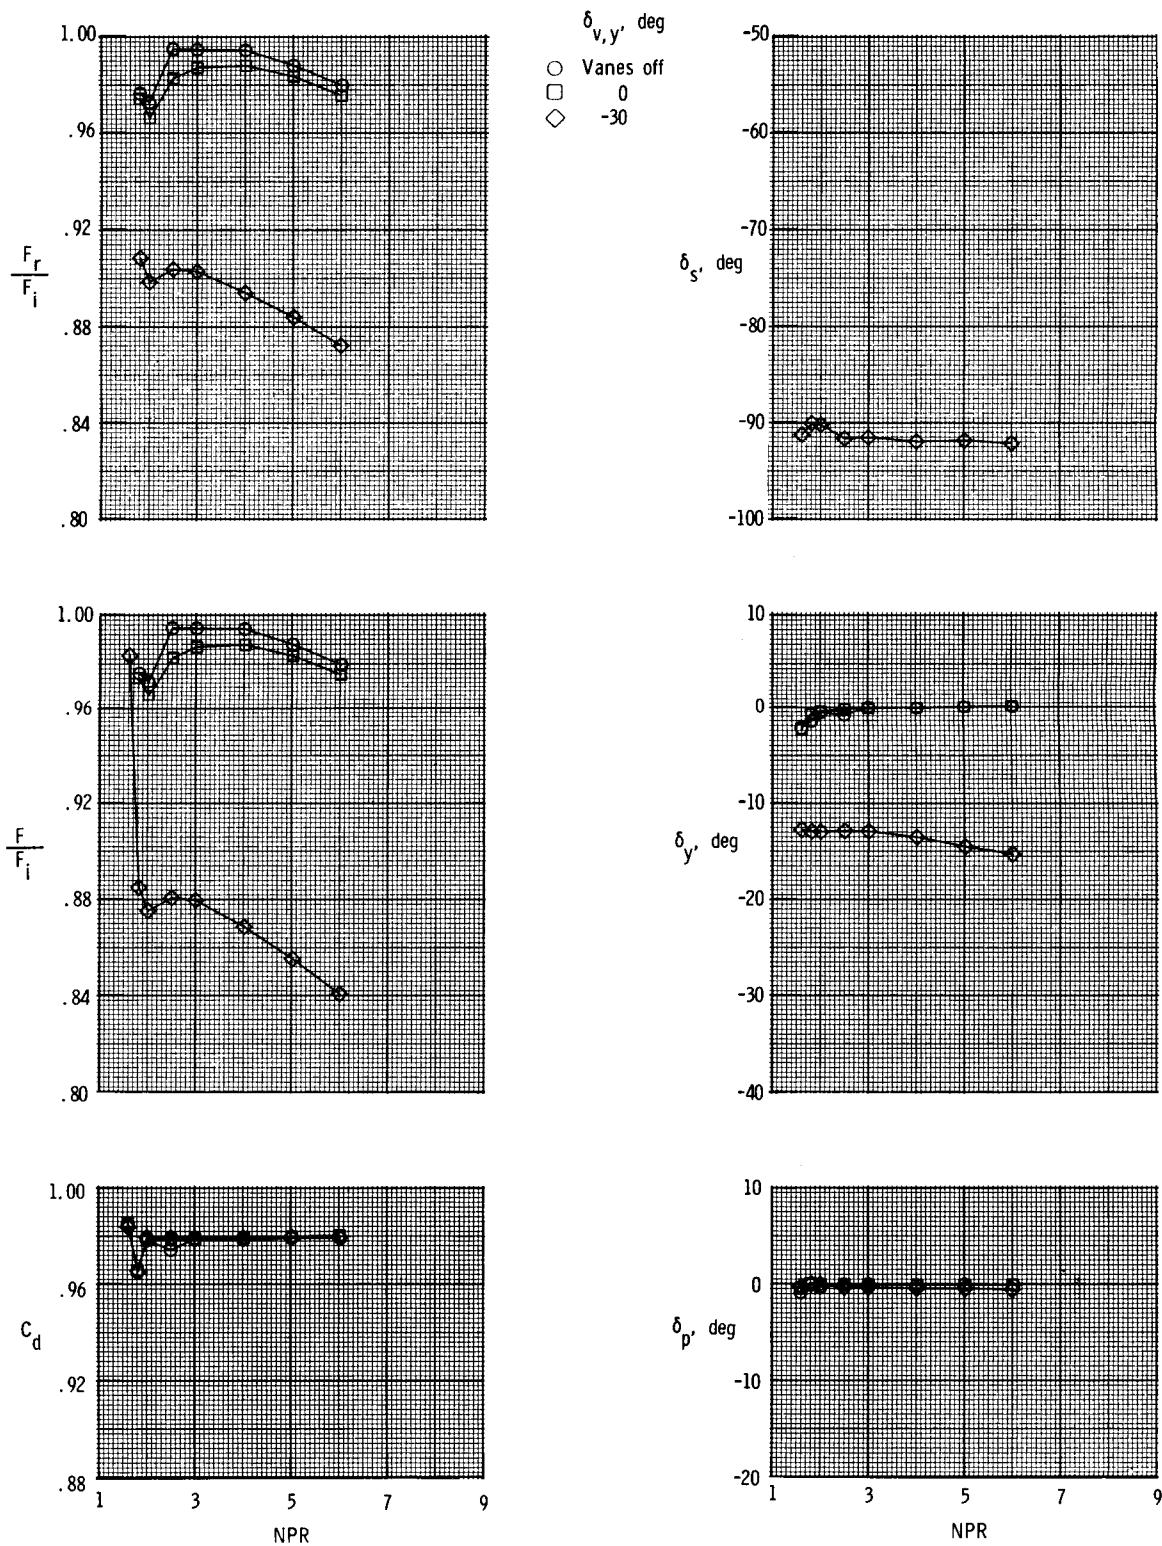 δv,y, deg
Vanes off
0
-30
1.00
.96
.92
.88
.84
.80
Fr
Fi
-50
-60
-70
-80
-90
-100
δs, deg
1.00
.96
.92
.88
.84
.80
F
Fi
10
0
-10
-20
-30
-40
δy, deg
1.00
.96
.92
.88
Cd
1 3 5 7 9
NPR
10
0
-10
-20
δp, deg
1 3 5 7 9
NPR